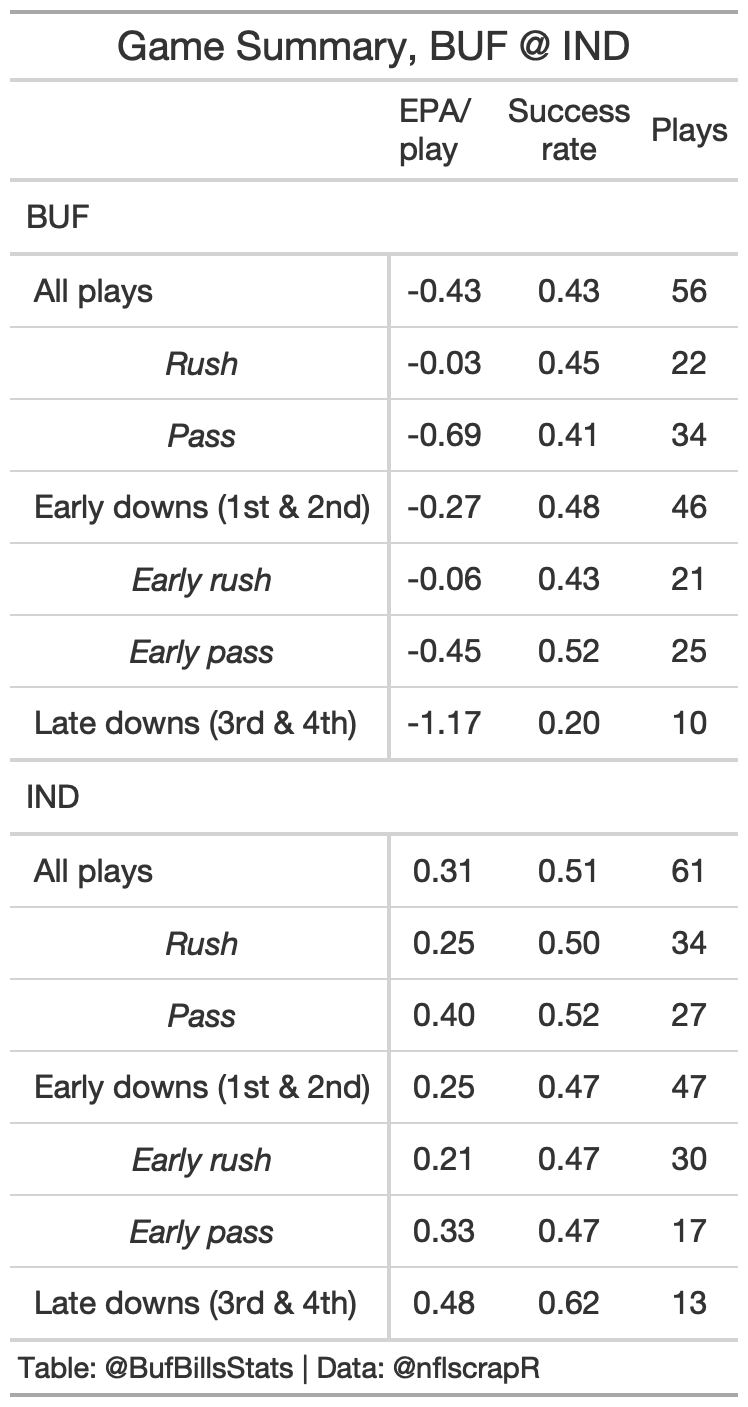 Game Summary, BUF @ IND
EPA/ Success
play rate Plays
BUF
All plays -0.43 0.43 56
Rush -0.03 0.45 22
Pass -0.69 0.41 34
Early downs (1st & 2nd) -0.27 0.48 46
Early rush -0.06 0.43 21
Early pass -0.45 0.52 25
Late downs (3rd & 4th) -1.17 0.20 10
IND
All plays 0.31 0.51 61
Rush 0.25 0.50 34
Pass 0.40 0.52 27
Early downs (1st & 2nd) 0.25 0.47 47
Early rush 0.21 0.47 30
Early pass 0.33 0.47 17
Late downs (3rd & 4th) 0.48 0.62 13
Table: @BufBillsStats | Data: @nflscrapR